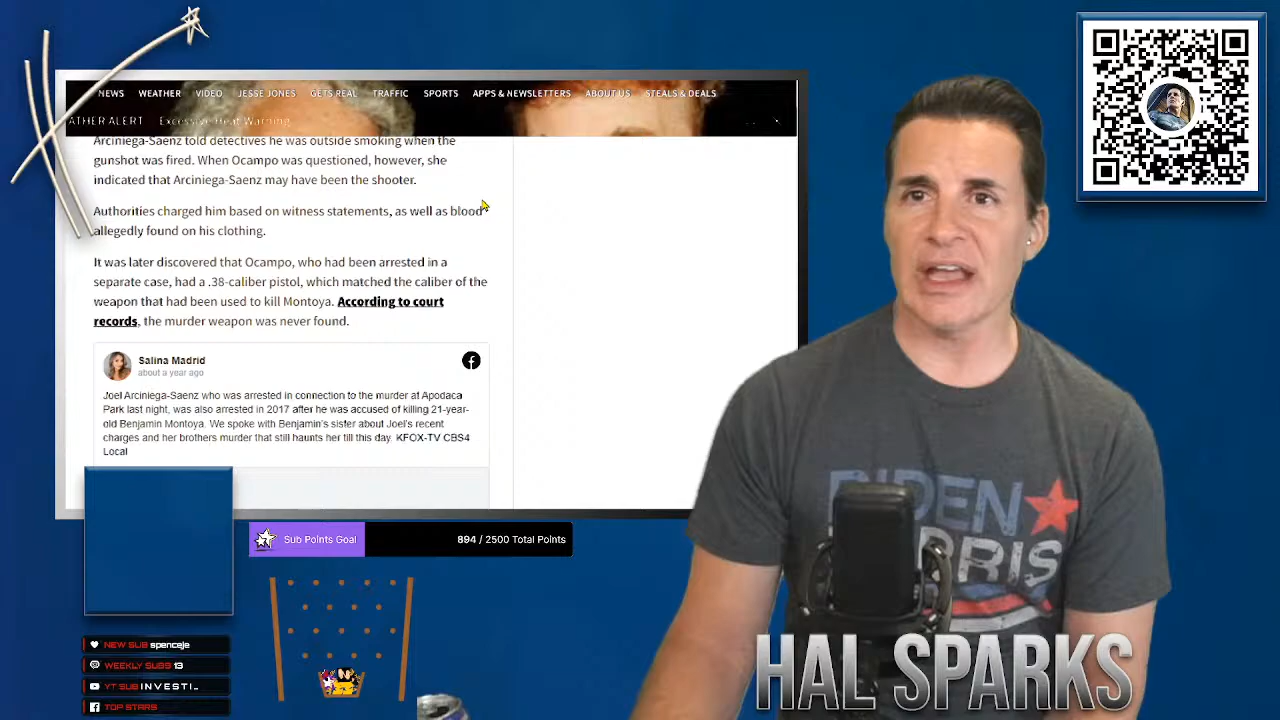 NEWS WEATHER VIDEO JESSE JONES GETS REAL TRAFFIC SPORTS APPS & NEWSLETTERS ABOUT US STEALS & DEALS
ATHER ALERT Excessive Heat Warning
Arciniega-Saenz told detectives he was outside smoking when the
gunshot was fired. When Ocampo was questioned, however, she
indicated that Arciniega-Saenz may have been the shooter.
Authorities charged him based on witness statements, as well as blood
allegedly found on his clothing.
It was later discovered that Ocampo, who had been arrested in a
separate case, had a .38-caliber pistol, which matched the caliber of the
weapon that had been used to kill Montoya. According to court
records, the murder weapon was never found.
Salina Madrid
about a year ago
Joel Arciniega-Saenz who was arrested in connection to the murder at Apodaca
Park last night, was also arrested in 2017 after he was accused of killing 21-year-
old Benjamin Montoya. We spoke with Benjamin's sister about Joel's recent
charges and her brothers murder that still haunts her till this day. KFOX-TV CBS4
Local
Sub Points Goal 894 / 2500 Total Points
NEW SUB spenceje
WEEKLY SUBS 13
YT SUB INVESTI_
TOP STARS
BIDEN
HARRIS
HAL SPARKS